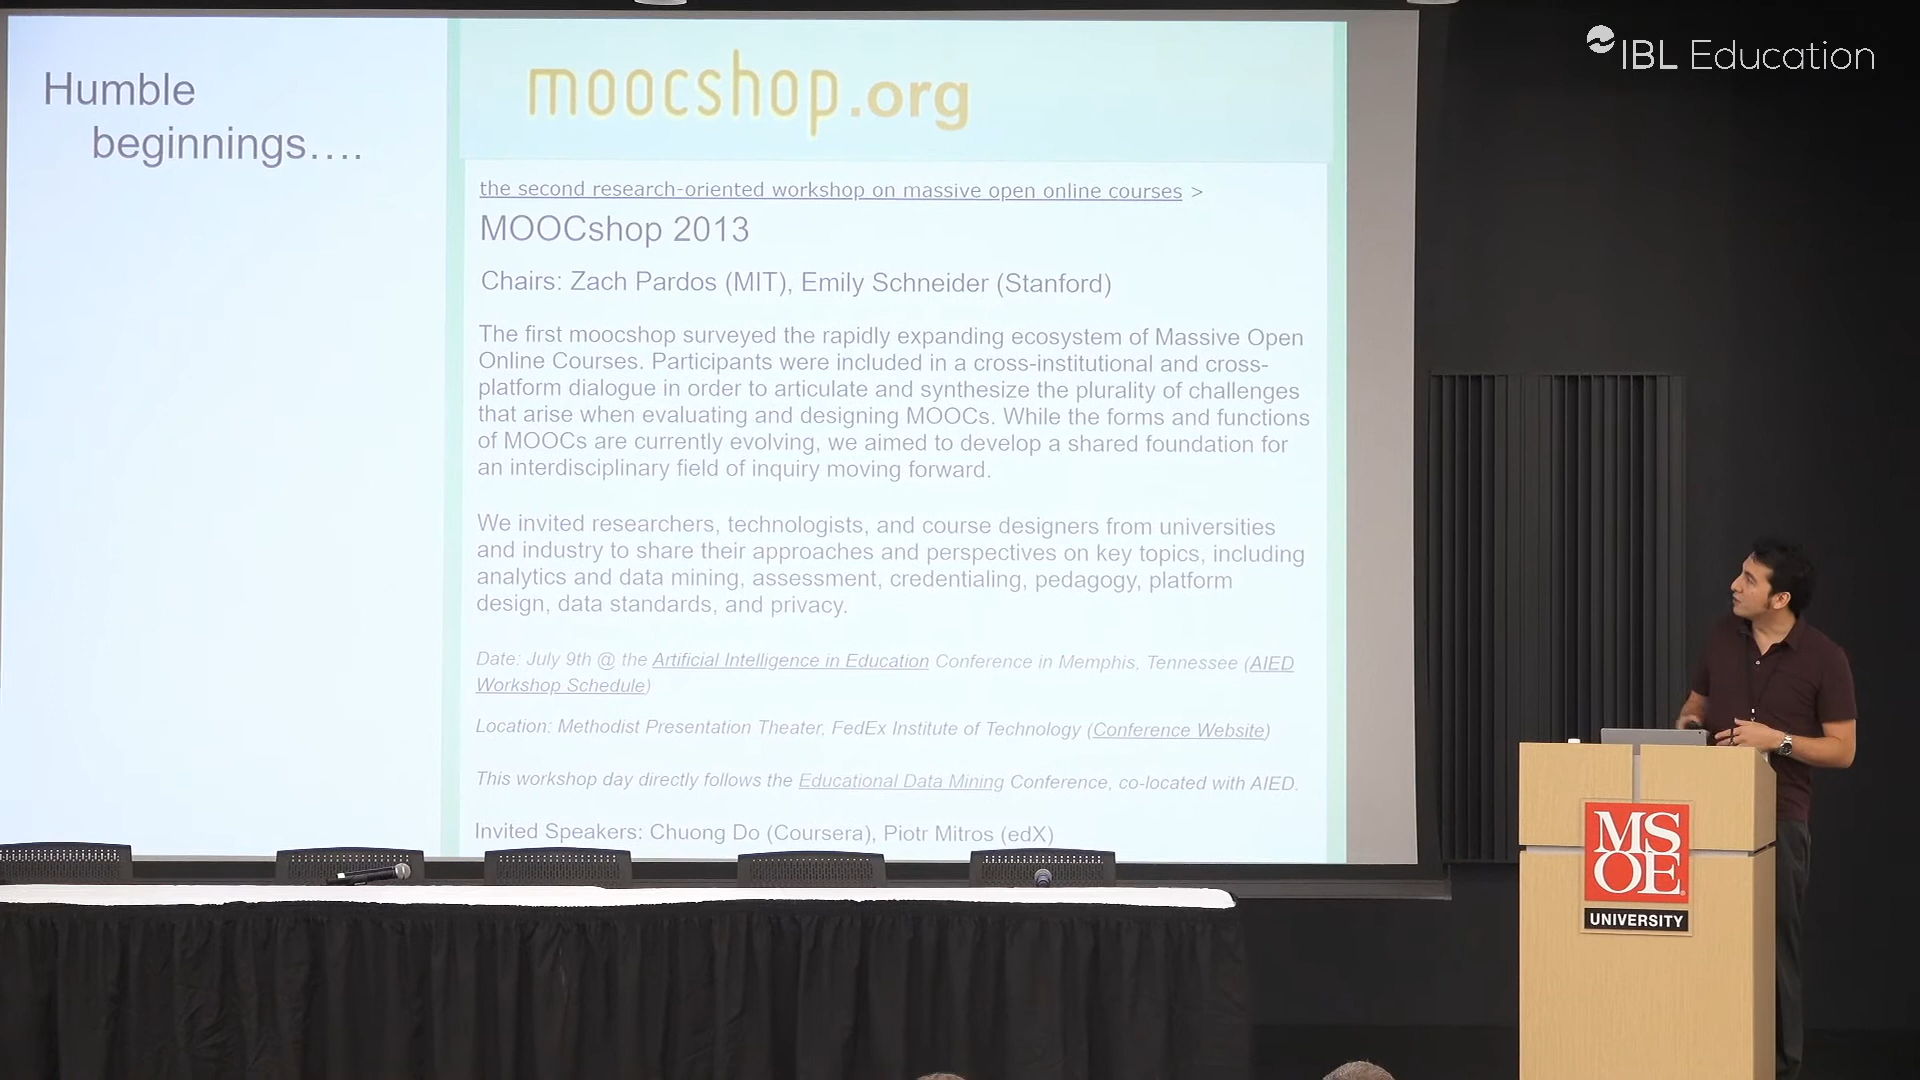 IBL Education
Humble
beginnings....
moocshop.org
the second research-oriented workshop on massive open online courses >
MOOCshop 2013
Chairs: Zach Pardos (MIT), Emily Schneider (Stanford)
The first moocshop surveyed the rapidly expanding ecosystem of Massive Open
Online Courses. Participants were included in a cross-institutional and cross-
platform dialogue in order to articulate and synthesize the plurality of challenges
that arise when evaluating and designing MOOCs. While the forms and functions
of MOOCs are currently evolving, we aimed to develop a shared foundation for
an interdisciplinary field of inquiry moving forward.
We invited researchers, technologists, and course designers from universities
and industry to share their approaches and perspectives on key topics, including
analytics and data mining, assessment, credentialing, pedagogy, platform
design, data standards, and privacy.
Date: July 9th @ the Artificial Intelligence in Education Conference in Memphis, Tennessee (AIED
Workshop Schedule)
Location: Methodist Presentation Theater, FedEx Institute of Technology (Conference Website)
This workshop day directly follows the Educational Data Mining Conference, co-located with AIED.
Invited Speakers: Chuong Do (Coursera), Piotr Mitros (edX)
MS
OE
UNIVERSITY